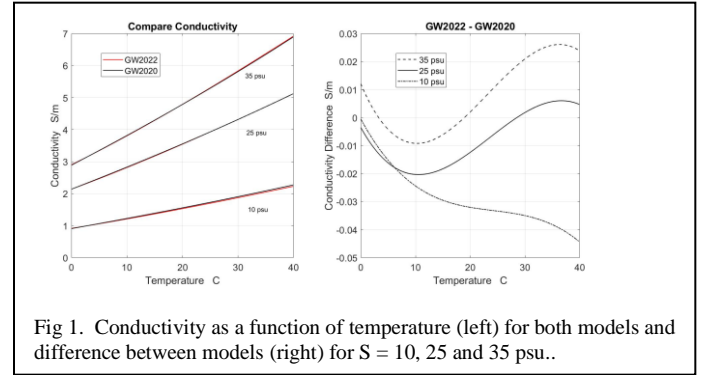 Compare Conductivity
7
6
5
4
3
2
1
0
Conductivity S/m
GW2022
GW2020
35 psu
25 psu
10 psu
0 10 20 30 40
Temperature C
GW2022 - GW2020
0.03
0.02
0.01
0
-0.01
-0.02
-0.03
-0.04
-0.05
Conductivity Difference S/m
35 psu
25 psu
10 psu
0 10 20 30 40
Temperature C
Fig 1. Conductivity as a function of temperature (left) for both models and
difference between models (right) for S = 10, 25 and 35 psu..